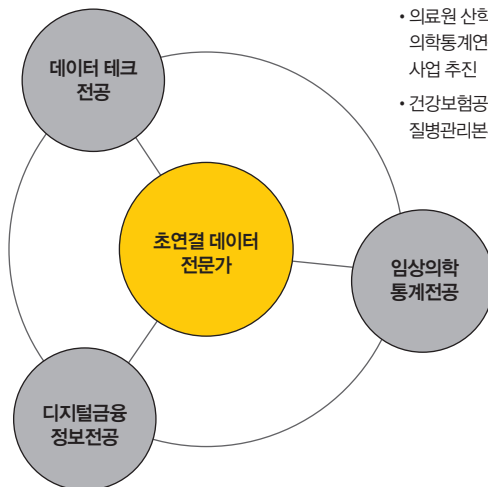 • 의료원 산학
의학통계연
사업 추진
• 건강보험공
질병관리본
데이터 테크
전공
초연결 데이터
전문가
임상의학
통계전공
디지털금융
정보전공